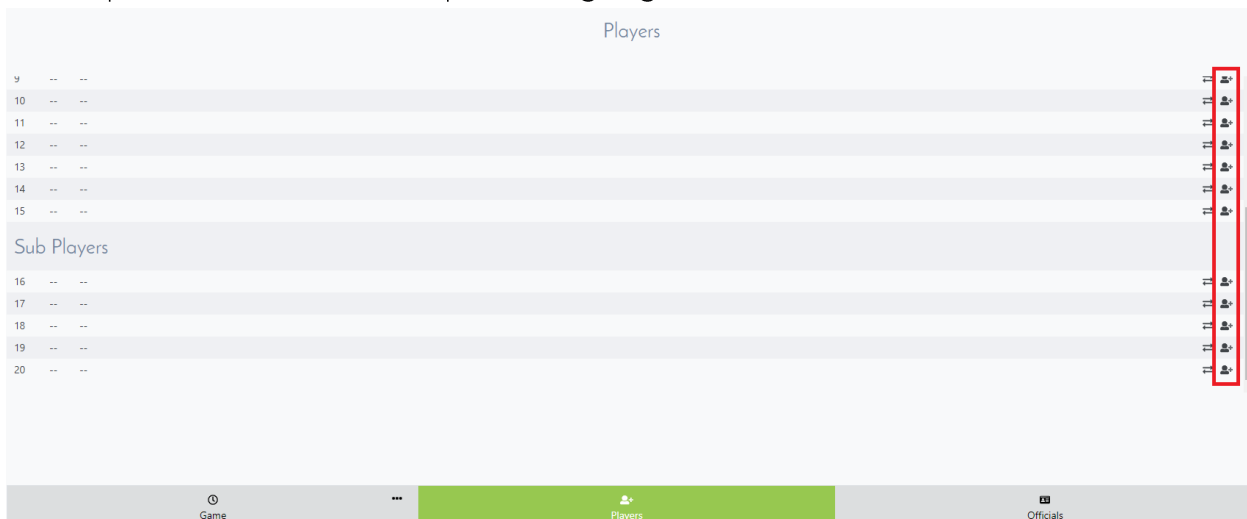 Players
9 -- --
10 -- --
11 -- --
12 -- --
13 -- --
14 -- --
15 -- --
Sub Players
16 -- --
17 -- --
18 -- --
19 -- --
20 -- --
Game ••• Players Officials